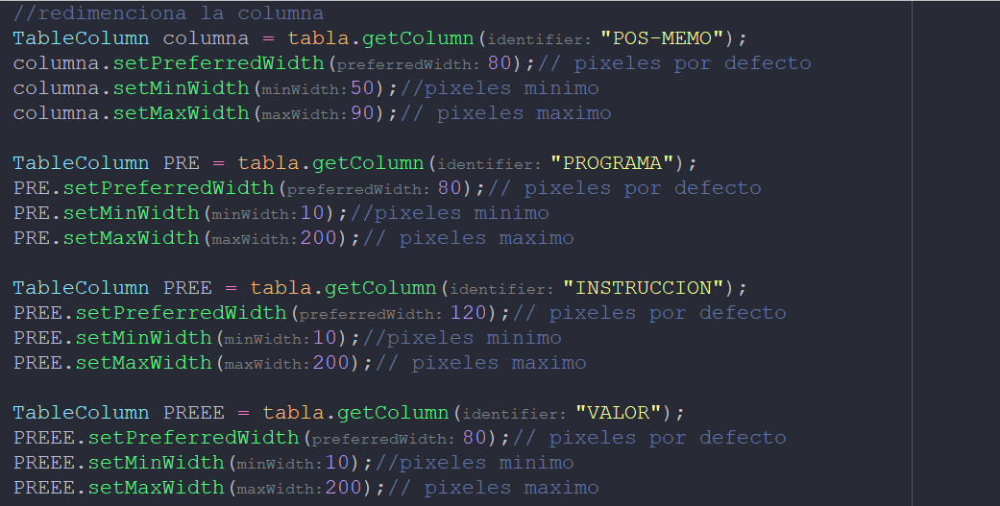 //redimenciona la columna
TableColumn columna = tabla.getColumn(identifier: "POS-MEMO");
columna.setPreferredWidth(preferredWidth: 80);// pixeles por defecto
columna.setMinWidth(minWidth:50);//pixeles minimo
columna.setMaxWidth(maxWidth:90);// pixeles maximo
TableColumn PRE = tabla.getColumn(identifier: "PROGRAMA");
PRE.setPreferredWidth(preferredWidth: 80);// pixeles por defecto
PRE.setMinWidth(minWidth:10);//pixeles minimo
PRE.setMaxWidth(maxWidth:200);// pixeles maximo
TableColumn PREE = tabla.getColumn(identifier: "INSTRUCCION");
PREE.setPreferredWidth(preferredWidth: 120);// pixeles por defecto
PREE.setMinWidth(minWidth:10);//pixeles minimo
PREE.setMaxWidth(maxWidth:200);// pixeles maximo
TableColumn PREEE = tabla.getColumn(identifier: "VALOR");
PREEE.setPreferredWidth(preferredWidth: 80);// pixeles por defecto
PREEE.setMinWidth(minWidth:10);//pixeles minimo
PREEE.setMaxWidth(maxWidth:200);// pixeles maximo